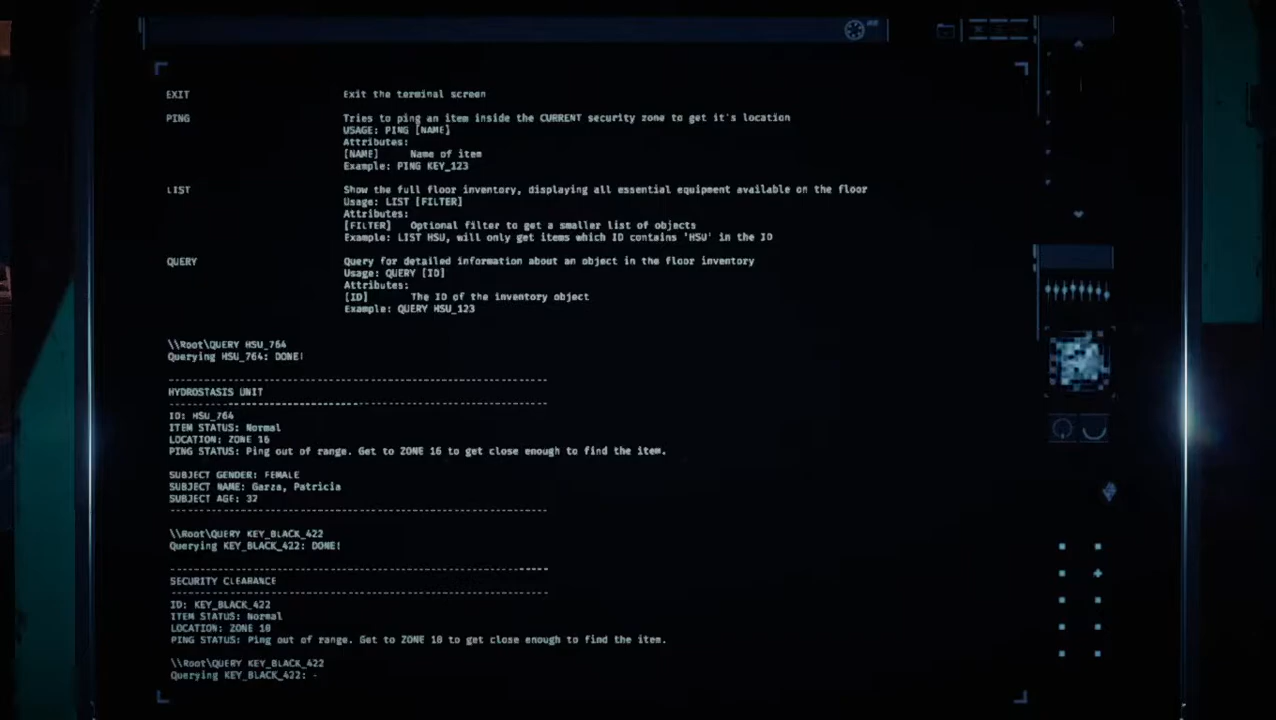 EXIT Exit the terminal screen
PING Tries to ping an item inside the CURRENT security zone to get it's location
USAGE: PING [NAME]
Attributes:
[NAME] Name of item
Example: PING KEY_123
LIST Show the full floor inventory, displaying all essential equipment available on the floor
Usage: LIST [FILTER]
Attributes:
[FILTER] Optional filter to get a smaller list of objects
Example: LIST HSU, will only get items which ID contains 'HSU' in the ID
QUERY Query for detailed information about an object in the floor inventory
Usage: QUERY [ID]
Attributes:
[ID] The ID of the inventory object
Example: QUERY HSU_123
\\Root\QUERY HSU_764
Querying HSU_764: DONE!
------------------------------------------------------
HYDROSTASIS UNIT
------------------------------------------------------
ID: HSU_764
ITEM STATUS: Normal
LOCATION: ZONE 16
PING STATUS: Ping out of range. Get to ZONE 16 to get close enough to find the item.
SUBJECT GENDER: FEMALE
SUBJECT NAME: Garza, Patricia
SUBJECT AGE: 32
------------------------------------------------------
\\Root\QUERY KEY_BLACK_422
Querying KEY_BLACK_422: DONE!
------------------------------------------------------
SECURITY CLEARANCE
------------------------------------------------------
ID: KEY_BLACK_422
ITEM STATUS: Normal
LOCATION: ZONE 18
PING STATUS: Ping out of range. Get to ZONE 18 to get close enough to find the item.
\\Root\QUERY KEY_BLACK_422
Querying KEY_BLACK_422: -